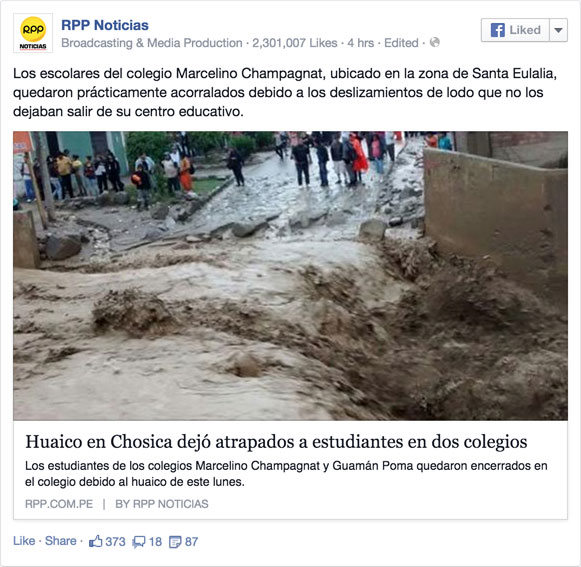 RPP
NOTICIAS
RPP Noticias
Broadcasting & Media Production · 2,301,007 Likes · 4 hrs · Edited ·
Liked
Los escolares del colegio Marcelino Champagnat, ubicado en la zona de Santa Eulalia,
quedaron prácticamente acorralados debido a los deslizamientos de lodo que no los
dejaban salir de su centro educativo.
Huaico en Chosica dejó atrapados a estudiantes en dos colegios
Los estudiantes de los colegios Marcelino Champagnat y Guamán Poma quedaron encerrados en
el colegio debido al huaico de este lunes.
RPP.COM.PE | BY RPP NOTICIAS
Like · Share · 373 18 87